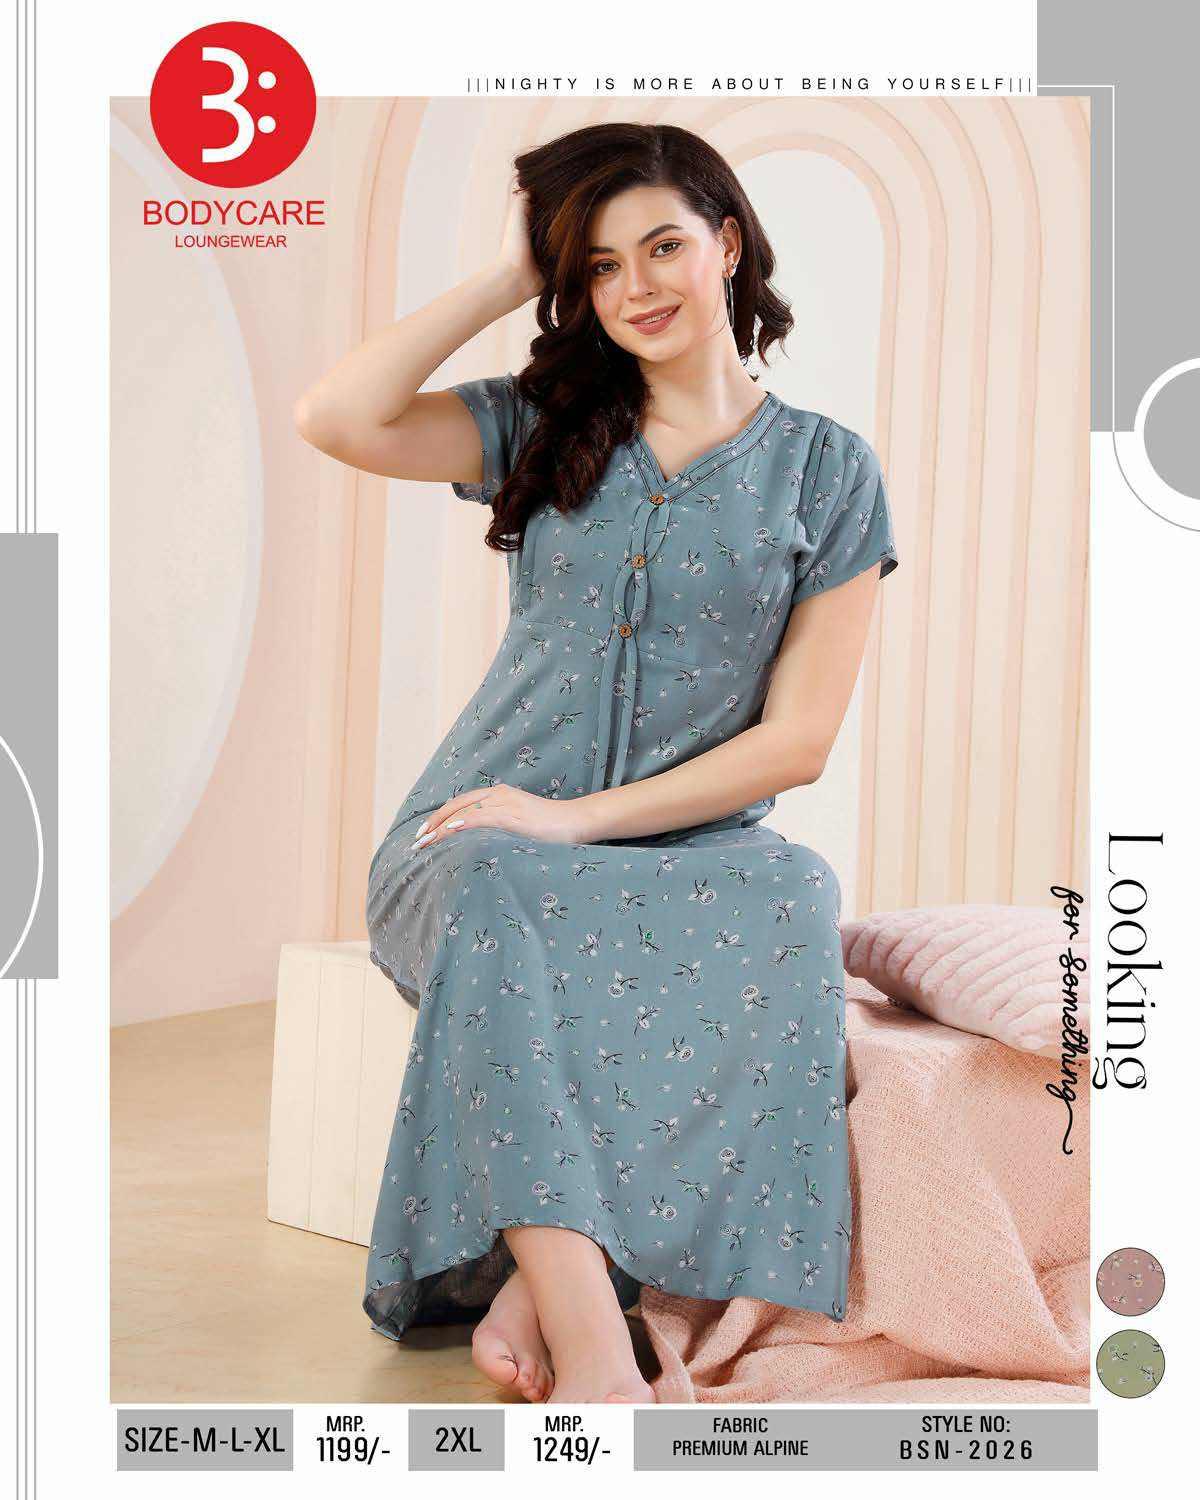 |||NIGHTY IS MORE ABOUT BEING YOURSELF|||
B:
BODYCARE
LOUNGEWEAR
Looking
for something
SIZE-M-L-XL
MRP.
1199/-
2XL
MRP.
1249/-
FABRIC
PREMIUM ALPINE
STYLE NO:
BSN-2026